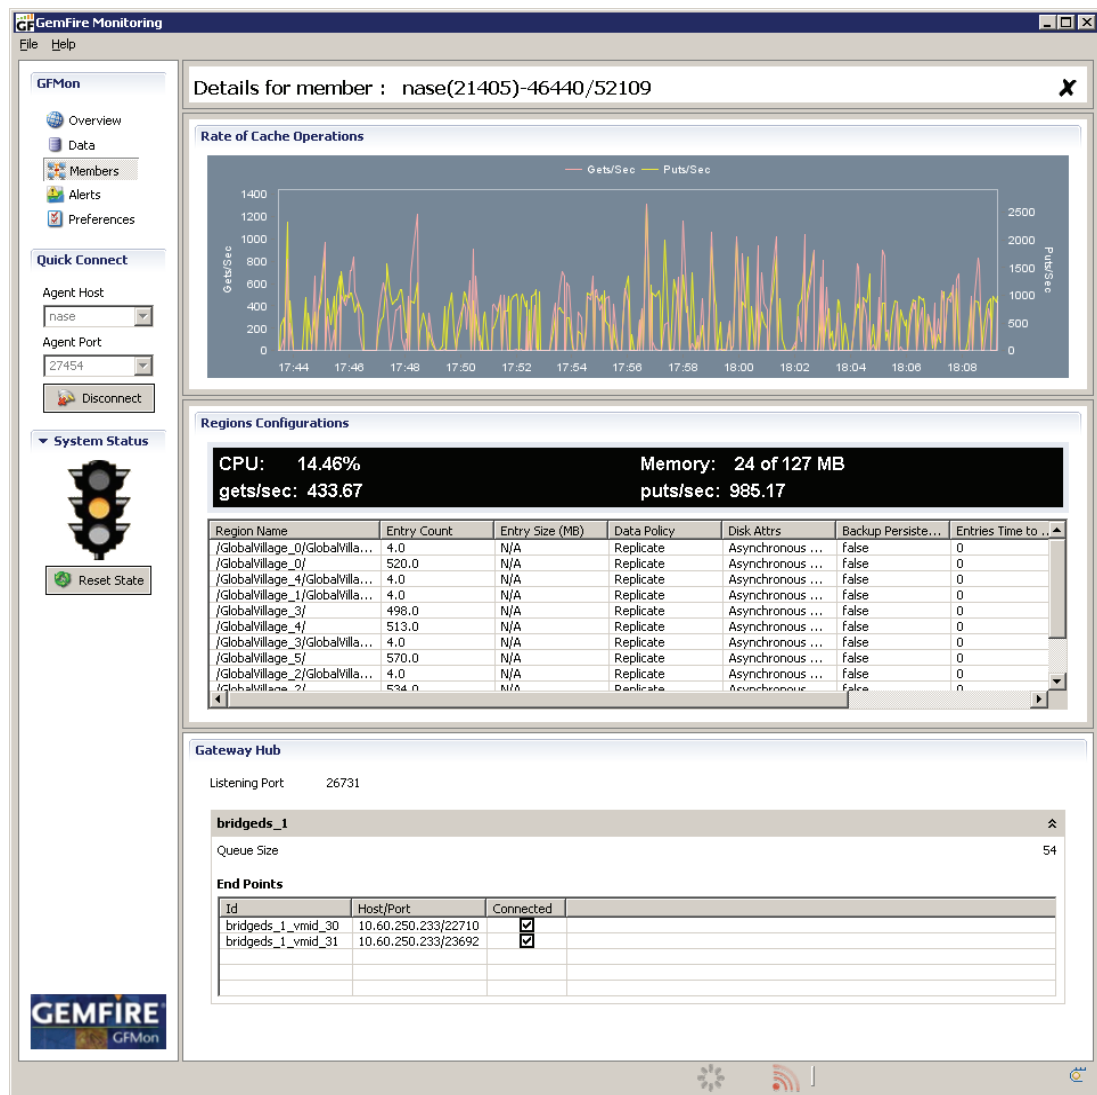 GF GemFire Monitoring
File Help
GFMon
Overview
Data
Members
Alerts
Preferences
Quick Connect
Agent Host
nase
Agent Port
27454
Disconnect
System Status
Reset State
GEMFIRE
GFMon
Details for member : nase(21405)-46440/52109
Rate of Cache Operations
Gets/Sec Puts/Sec
1400
1200
1000
800
600
400
200
0
Gets/Sec
2500
2000
1500
1000
500
0
Puts/Sec
17:44 17:46 17:48 17:50 17:52 17:54 17:56 17:58 18:00 18:02 18:04 18:06 18:08
Regions Configurations
CPU: 14.46% Memory: 24 of 127 MB
gets/sec: 433.67 puts/sec: 985.17
Region Name Entry Count Entry Size (MB) Data Policy Disk Attrs Backup Persiste... Entries Time to ...
/GlobalVillage_0/GlobalVilla... 4.0 N/A Replicate Asynchronous ... false 0
/GlobalVillage_0/ 520.0 N/A Replicate Asynchronous ... false 0
/GlobalVillage_4/GlobalVilla... 4.0 N/A Replicate Asynchronous ... false 0
/GlobalVillage_1/GlobalVilla... 4.0 N/A Replicate Asynchronous ... false 0
/GlobalVillage_3/ 498.0 N/A Replicate Asynchronous ... false 0
/GlobalVillage_4/ 513.0 N/A Replicate Asynchronous ... false 0
/GlobalVillage_3/GlobalVilla... 4.0 N/A Replicate Asynchronous ... false 0
/GlobalVillage_5/ 570.0 N/A Replicate Asynchronous ... false 0
/GlobalVillage_2/GlobalVilla... 4.0 N/A Replicate Asynchronous ... false 0
/GlobalVillage_2/ 534.0 N/A Replicate Asynchronous ... false 0
Gateway Hub
Listening Port 26731
bridgeds_1
Queue Size 54
End Points
Id Host/Port Connected
bridgeds_1_vmid_30 10.60.250.233/22710
bridgeds_1_vmid_31 10.60.250.233/23692